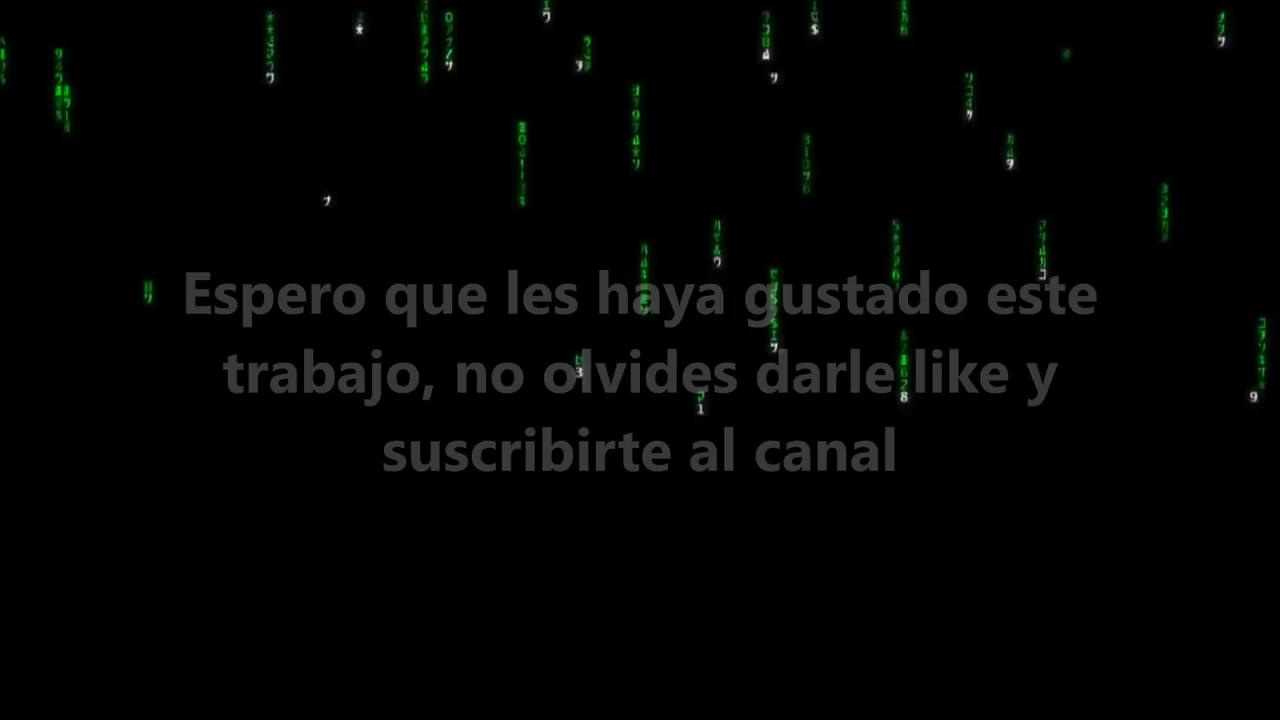 Espero que les haya gustado este
trabajo, no olvides darle like y
suscribirte al canal